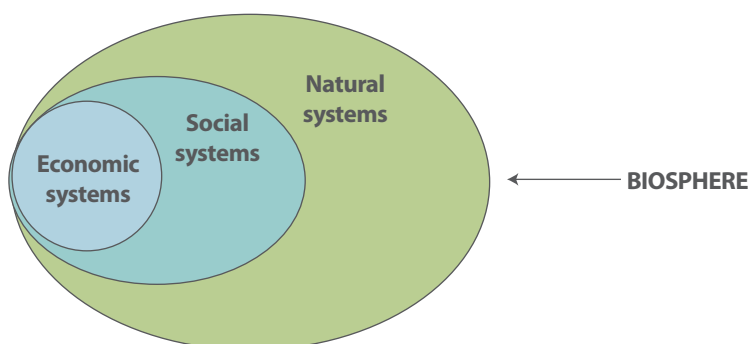 Natural
systems
Social
systems
Economic
systems
BIOSPHERE